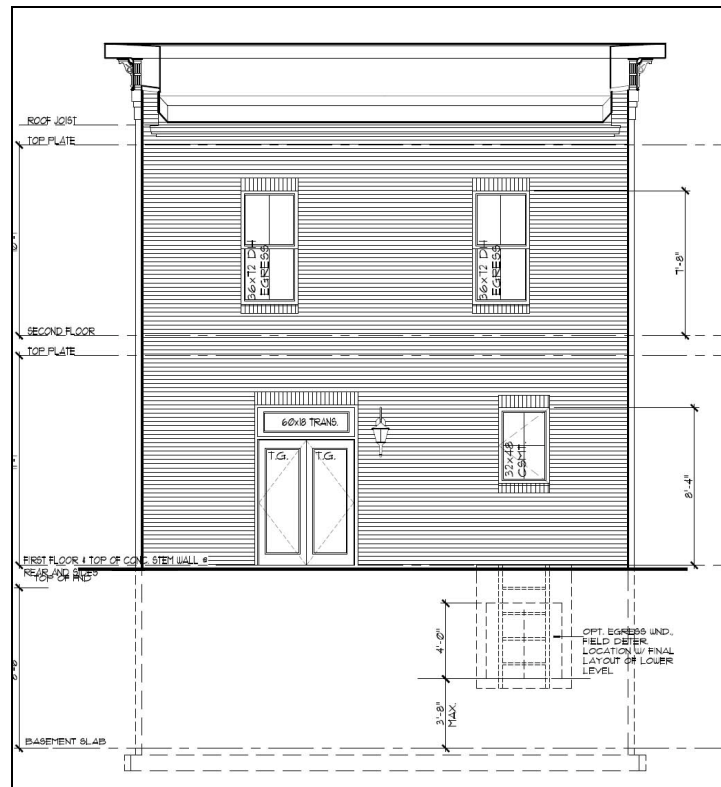 ROOF JOIST
TOP PLATE
36x72 DH
EGRESS
36x72 DH
EGRESS
7'-8"
SECOND FLOOR
TOP PLATE
60x18 TRANS.
T.G.
T.G.
32x48
CSMT.
8'-4"
FIRST FLOOR & TOP OF CONC. STEM WALL @
REAR AND SIDES
TOP OF FND
4'-0"
OPT. EGRESS WND.,
FIELD DETER.
LOCATION W/ FINAL
LAYOUT OF LOWER
LEVEL
3'-8"
MAX.
BASEMENT SLAB